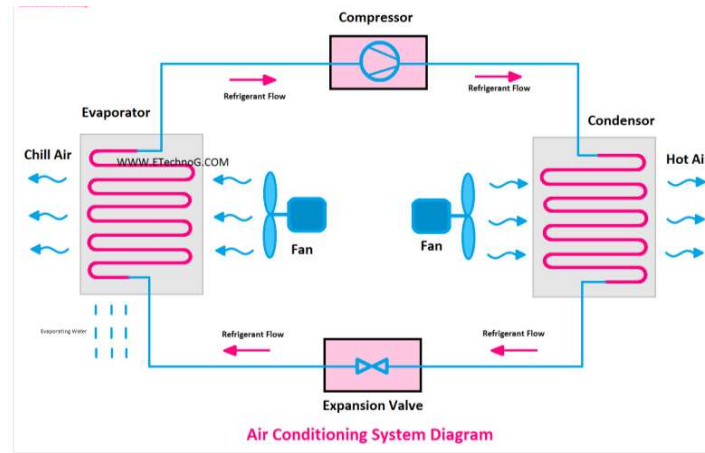 Compressor
Refrigerant Flow
Refrigerant Flow
Evaporator
Condensor
Chill Air
WWW.ETechnoG.COM
Hot Ai
Fan
Fan
Evaporating Water
Refrigerant Flow
Refrigerant Flow
Expansion Valve
Air Conditioning System Diagram